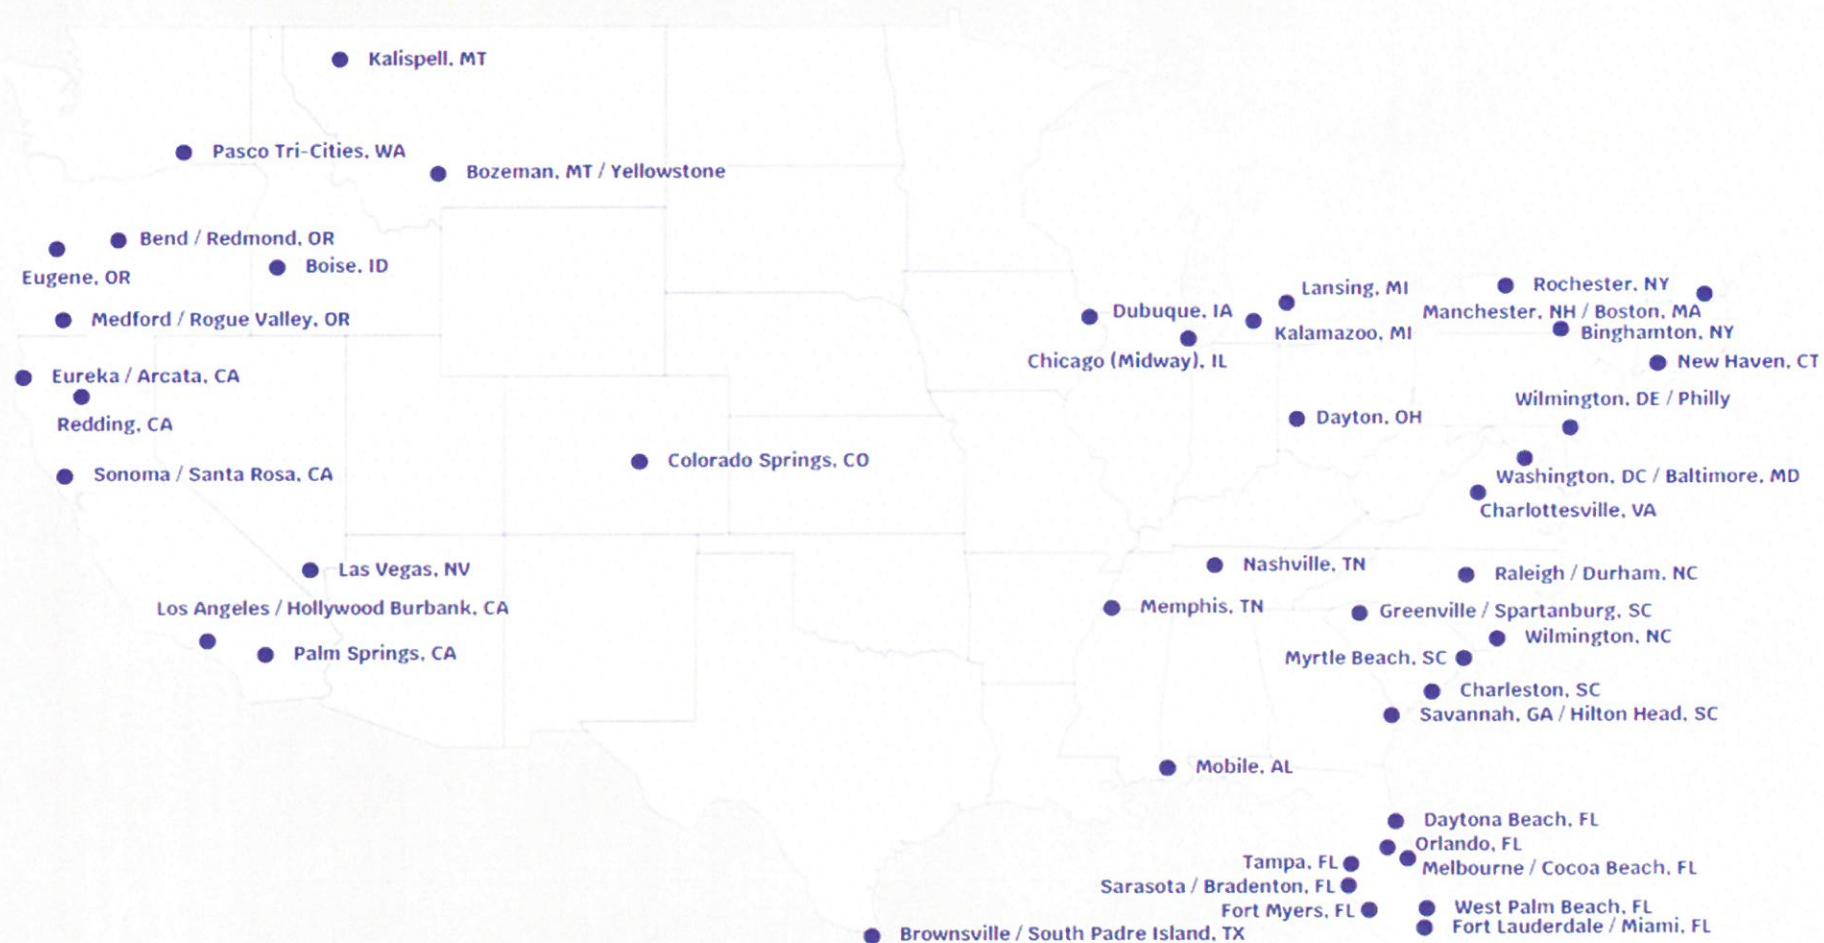 Kalispell, MT
Pasco Tri-Cities, WA
Bozeman, MT / Yellowstone
Bend / Redmond, OR
Eugene, OR
Boise, ID
Medford / Rogue Valley, OR
Eureka / Arcata, CA
Redding, CA
Sonoma / Santa Rosa, CA
Colorado Springs, CO
Las Vegas, NV
Los Angeles / Hollywood Burbank, CA
Palm Springs, CA
Lansing, MI
Dubuque, IA
Kalamazoo, MI
Chicago (Midway), IL
Rochester, NY
Manchester, NH / Boston, MA
Binghamton, NY
New Haven, CT
Wilmington, DE / Philly
Dayton, OH
Washington, DC / Baltimore, MD
Charlottesville, VA
Nashville, TN
Raleigh / Durham, NC
Memphis, TN
Greenville / Spartanburg, SC
Wilmington, NC
Myrtle Beach, SC
Charleston, SC
Savannah, GA / Hilton Head, SC
Mobile, AL
Daytona Beach, FL
Orlando, FL
Tampa, FL
Melbourne / Cocoa Beach, FL
Sarasota / Bradenton, FL
Fort Myers, FL
West Palm Beach, FL
Fort Lauderdale / Miami, FL
Brownsville / South Padre Island, TX